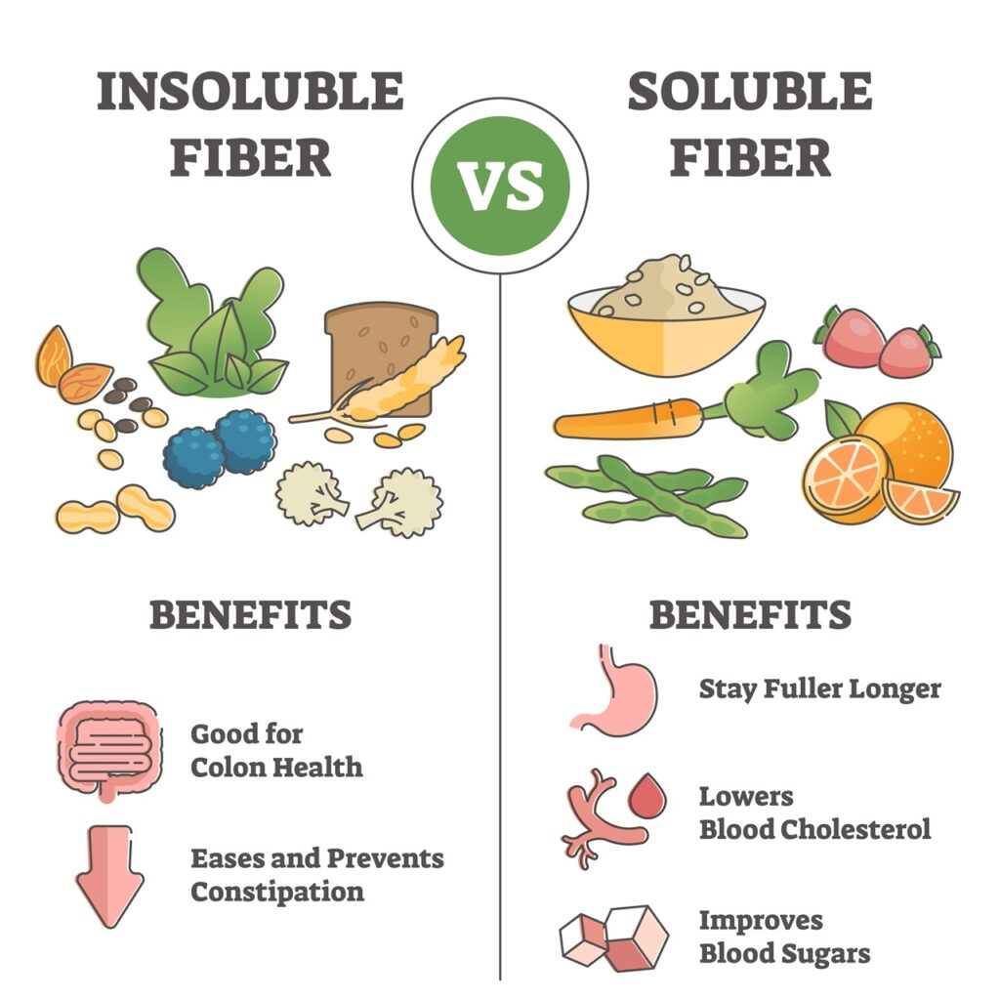 INSOLUBLE
FIBER
VS
SOLUBLE
FIBER
BENEFITS
Good for
Colon Health
Eases and Prevents
Constipation
BENEFITS
Stay Fuller Longer
Lowers
Blood Cholesterol
Improves
Blood Sugars